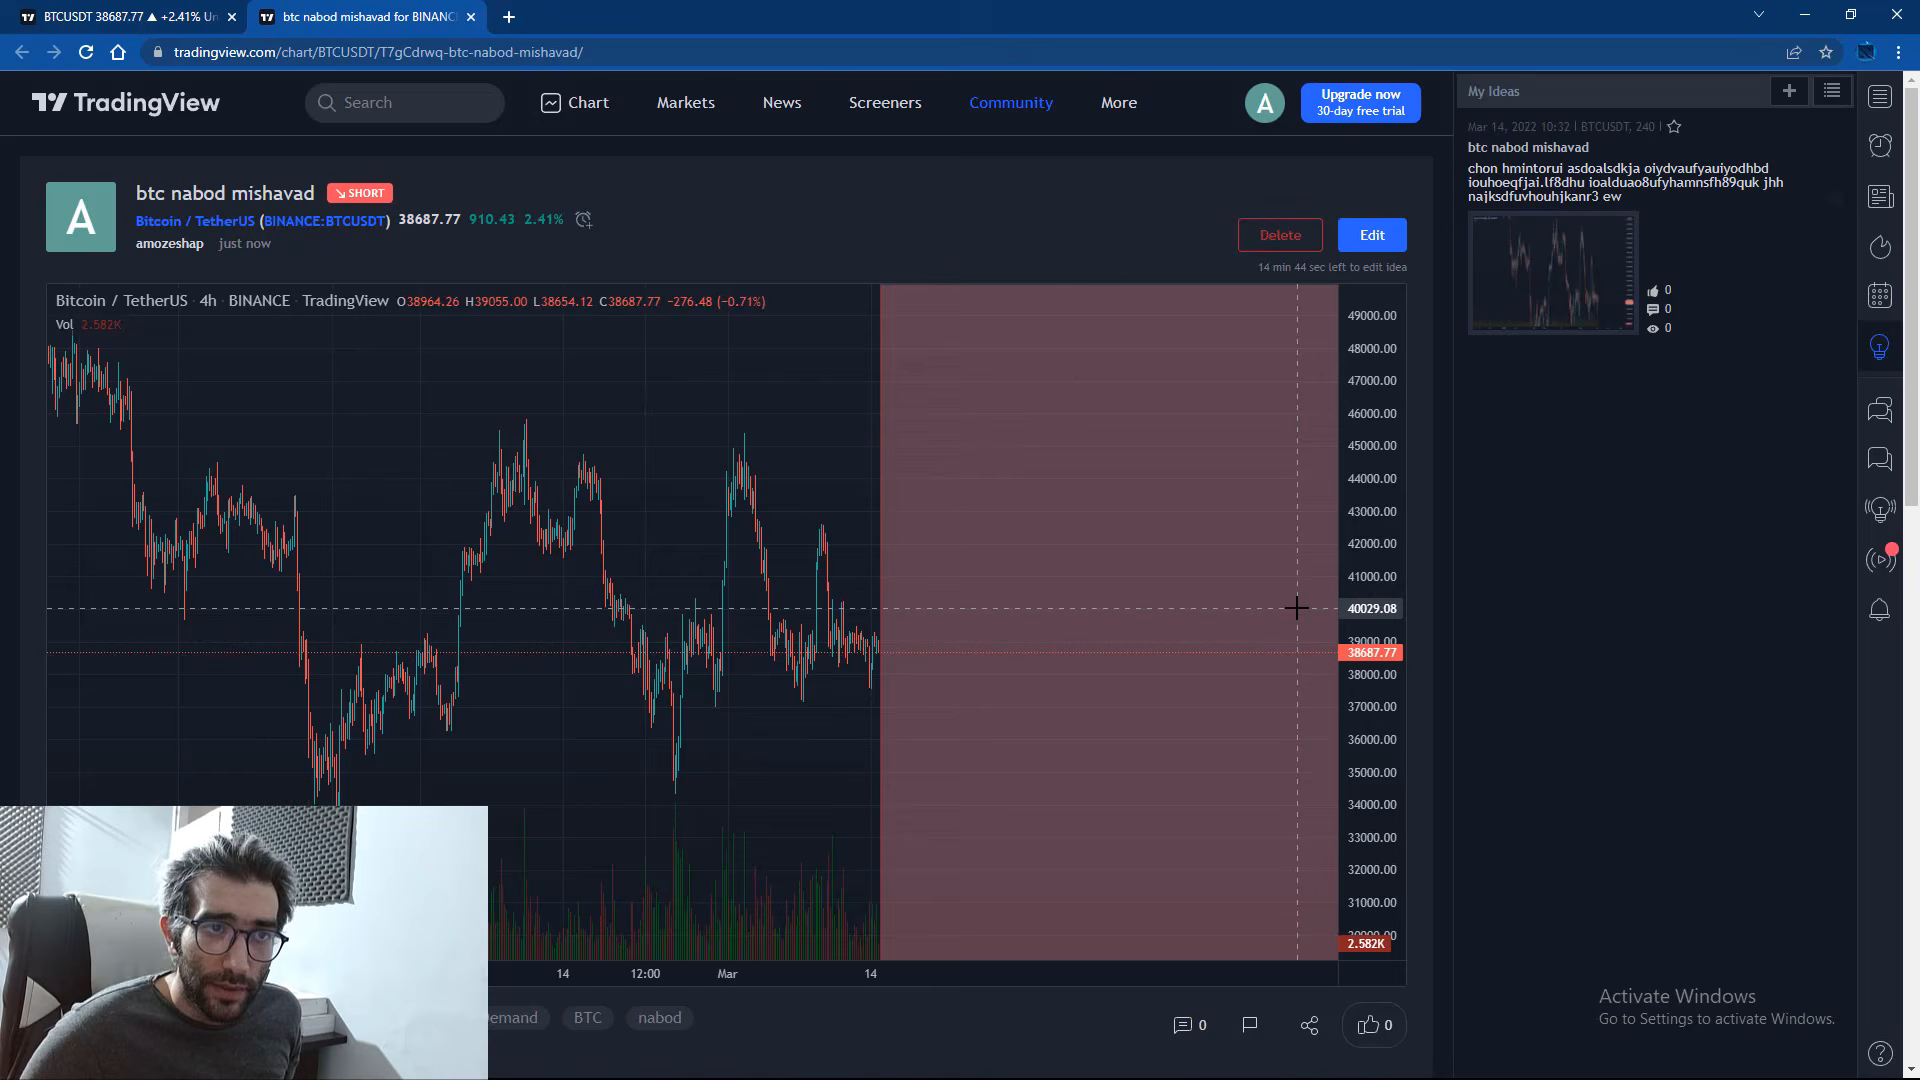 BTCUSDT 38687.77 ▲ +2.41% Un
btc nabod mishavad for BINANC
tradingview.com/chart/BTCUSDT/T7gCdrwq-btc-nabod-mishavad/
TradingView
Search
Chart
Markets
News
Screeners
Community
More
A
Upgrade now
30-day free trial
A
btc nabod mishavad
SHORT
Bitcoin / TetherUS (BINANCE:BTCUSDT) 38687.77 910.43 2.41%
amozeshap just now
Delete
Edit
14 min 44 sec left to edit idea
Bitcoin / TetherUS · 4h · BINANCE · TradingView O38964.26 H39055.00 L38654.12 C38687.77 −276.48 (−0.71%)
Vol 2.582K
49000.00
48000.00
47000.00
46000.00
45000.00
44000.00
43000.00
42000.00
41000.00
40029.08
39000.00
38687.77
38000.00
37000.00
36000.00
35000.00
34000.00
33000.00
32000.00
31000.00
30000.00
2.582K
14 12:00 Mar 14
emand
BTC
nabod
0
0
My Ideas
Mar 14, 2022 10:32 | BTCUSDT, 240 |
btc nabod mishavad
chon hmintorui asdoalsdkja oiydvaufyauiyodhbd
iouhoeqfjai.lf8dhu ioalduao8ufyhamnsfh89quk jhh
najksdfuvhouhjkanr3 ew
0
0
0
Activate Windows
Go to Settings to activate Windows.